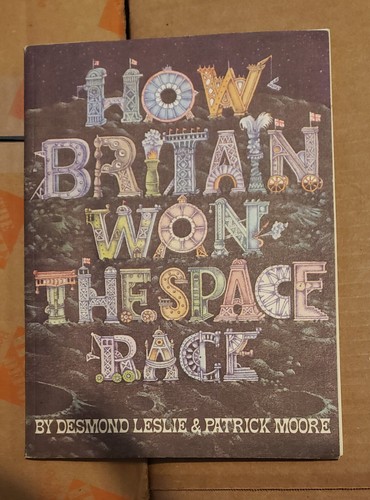 HOW
BRITAIN
WON
THE SPACE
RACE
BY DESMOND LESLIE & PATRICK MOORE